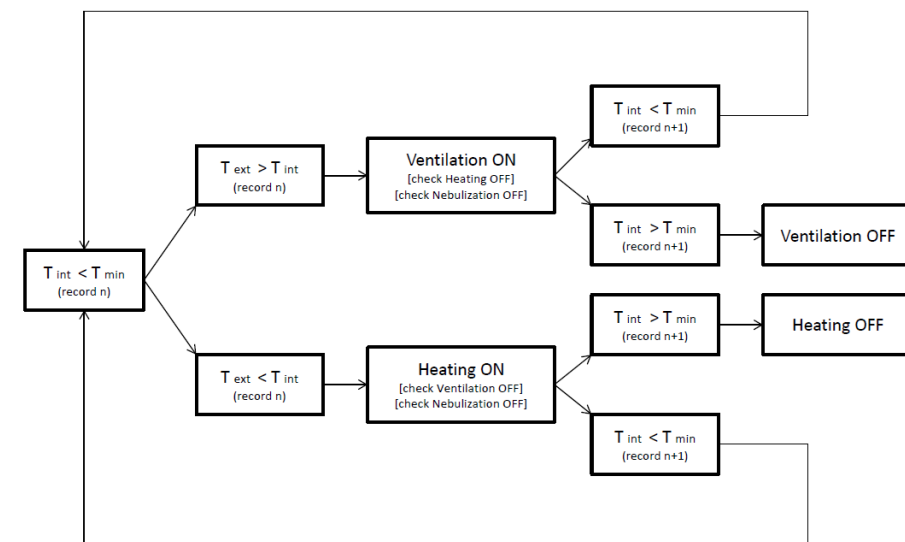 T int < T min
(record n+1)
T ext > T int
(record n)
Ventilation ON
[check Heating OFF]
[check Nebulization OFF]
T int > T min
(record n+1)
Ventilation OFF
T int < T min
(record n)
T int > T min
(record n+1)
Heating OFF
T ext < T int
(record n)
Heating ON
[check Ventilation OFF]
[check Nebulization OFF]
T int < T min
(record n+1)